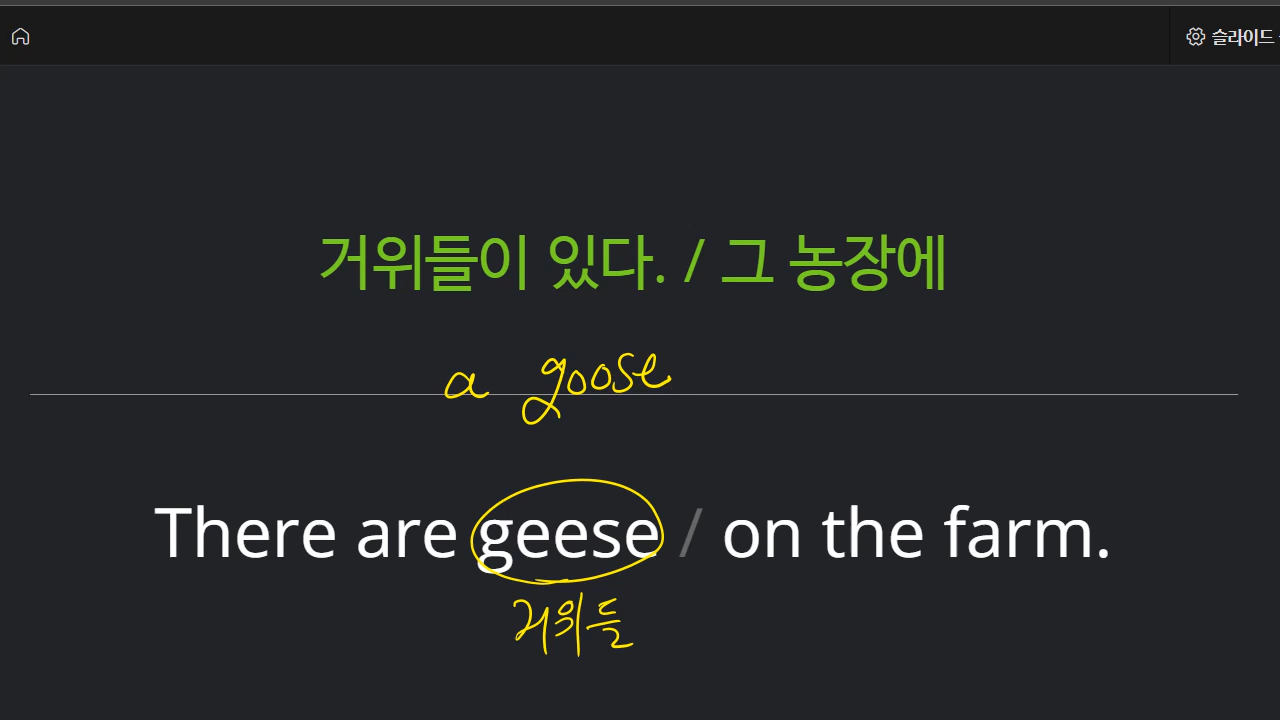 슬라이드
거위들이 있다. / 그 농장에
a goose
There are geese / on the farm.
거위들